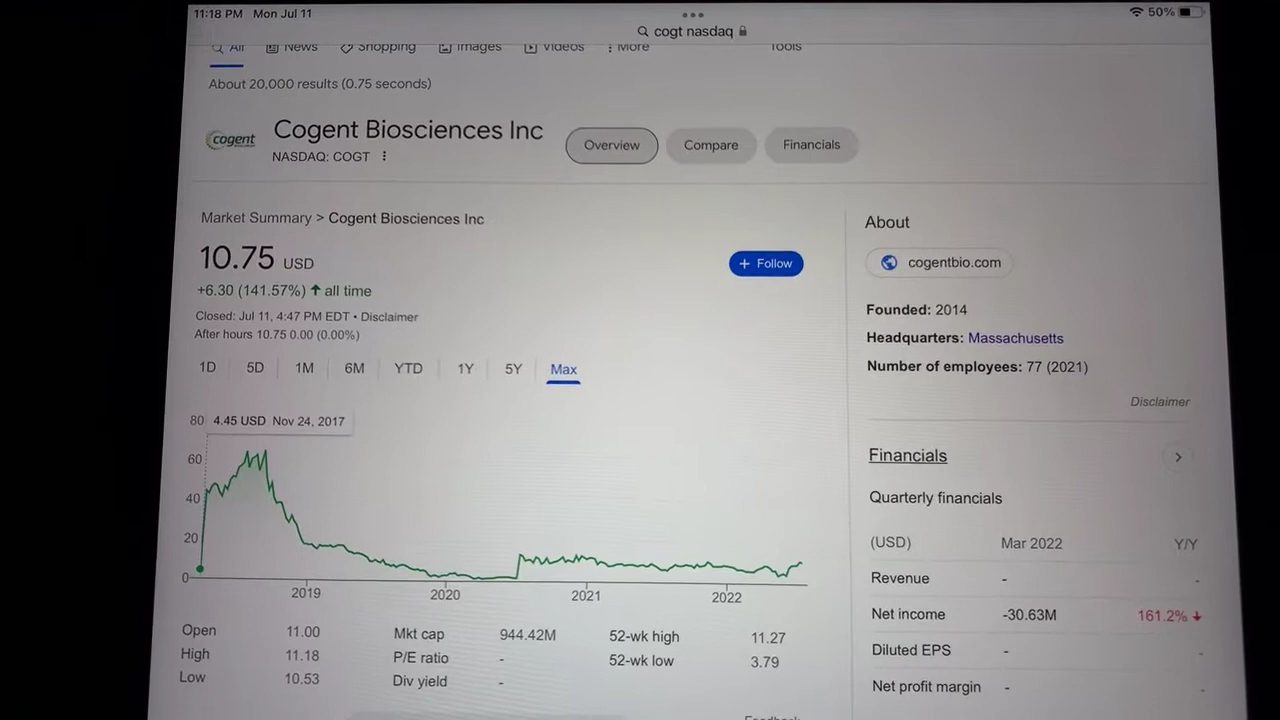 11:18 PM Mon Jul 11
50%
cogt nasdaq
All News Shopping Images Videos More Tools
About 20,000 results (0.75 seconds)
cogent
Cogent Biosciences Inc
NASDAQ: COGT
Overview Compare Financials
Market Summary > Cogent Biosciences Inc
10.75 USD
+ Follow
+6.30 (141.57%) ↑ all time
Closed: Jul 11, 4:47 PM EDT • Disclaimer
After hours 10.75 0.00 (0.00%)
1D 5D 1M 6M YTD 1Y 5Y Max
80
4.45 USD Nov 24, 2017
60
40
20
0
2019 2020 2021 2022
Open 11.00 Mkt cap 944.42M 52-wk high 11.27
High 11.18 P/E ratio - 52-wk low 3.79
Low 10.53 Div yield -
About
cogentbio.com
Founded: 2014
Headquarters: Massachusetts
Number of employees: 77 (2021)
Disclaimer
Financials
Quarterly financials
(USD) Mar 2022 Y/Y
Revenue - -
Net income -30.63M 161.2% ↓
Diluted EPS - -
Net profit margin - -
Feedback